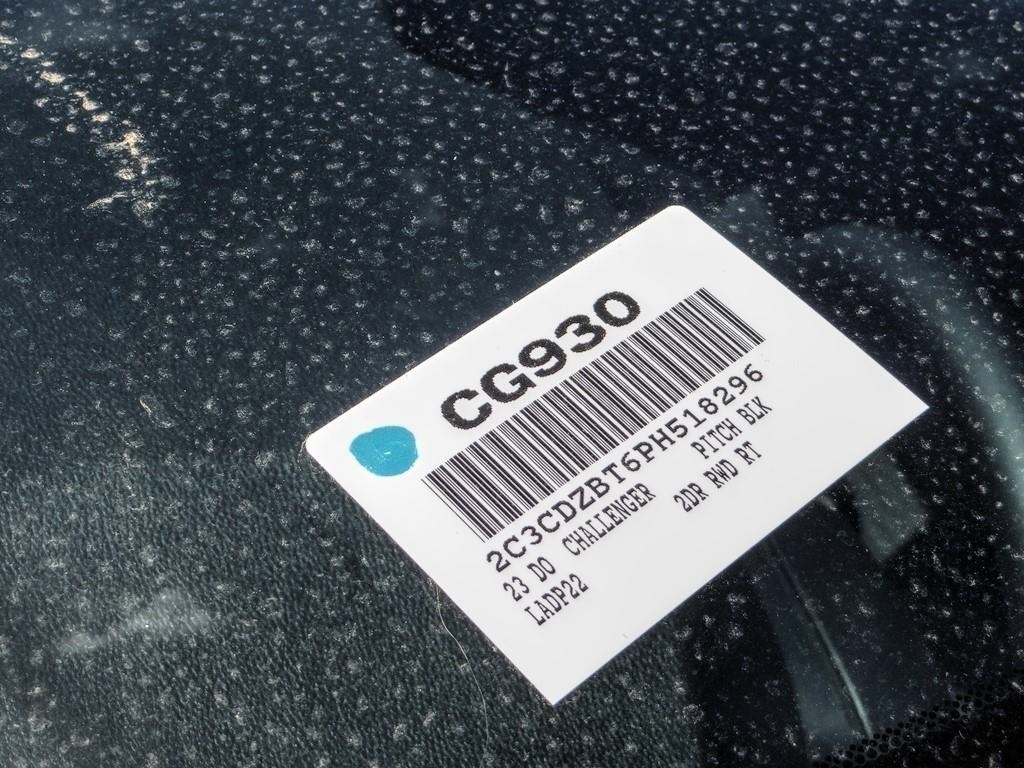 CG930
2C3CDZBT6PH518296
23 DO CHALLENGER PITCH BLK
LADP22 2DR RWD RT